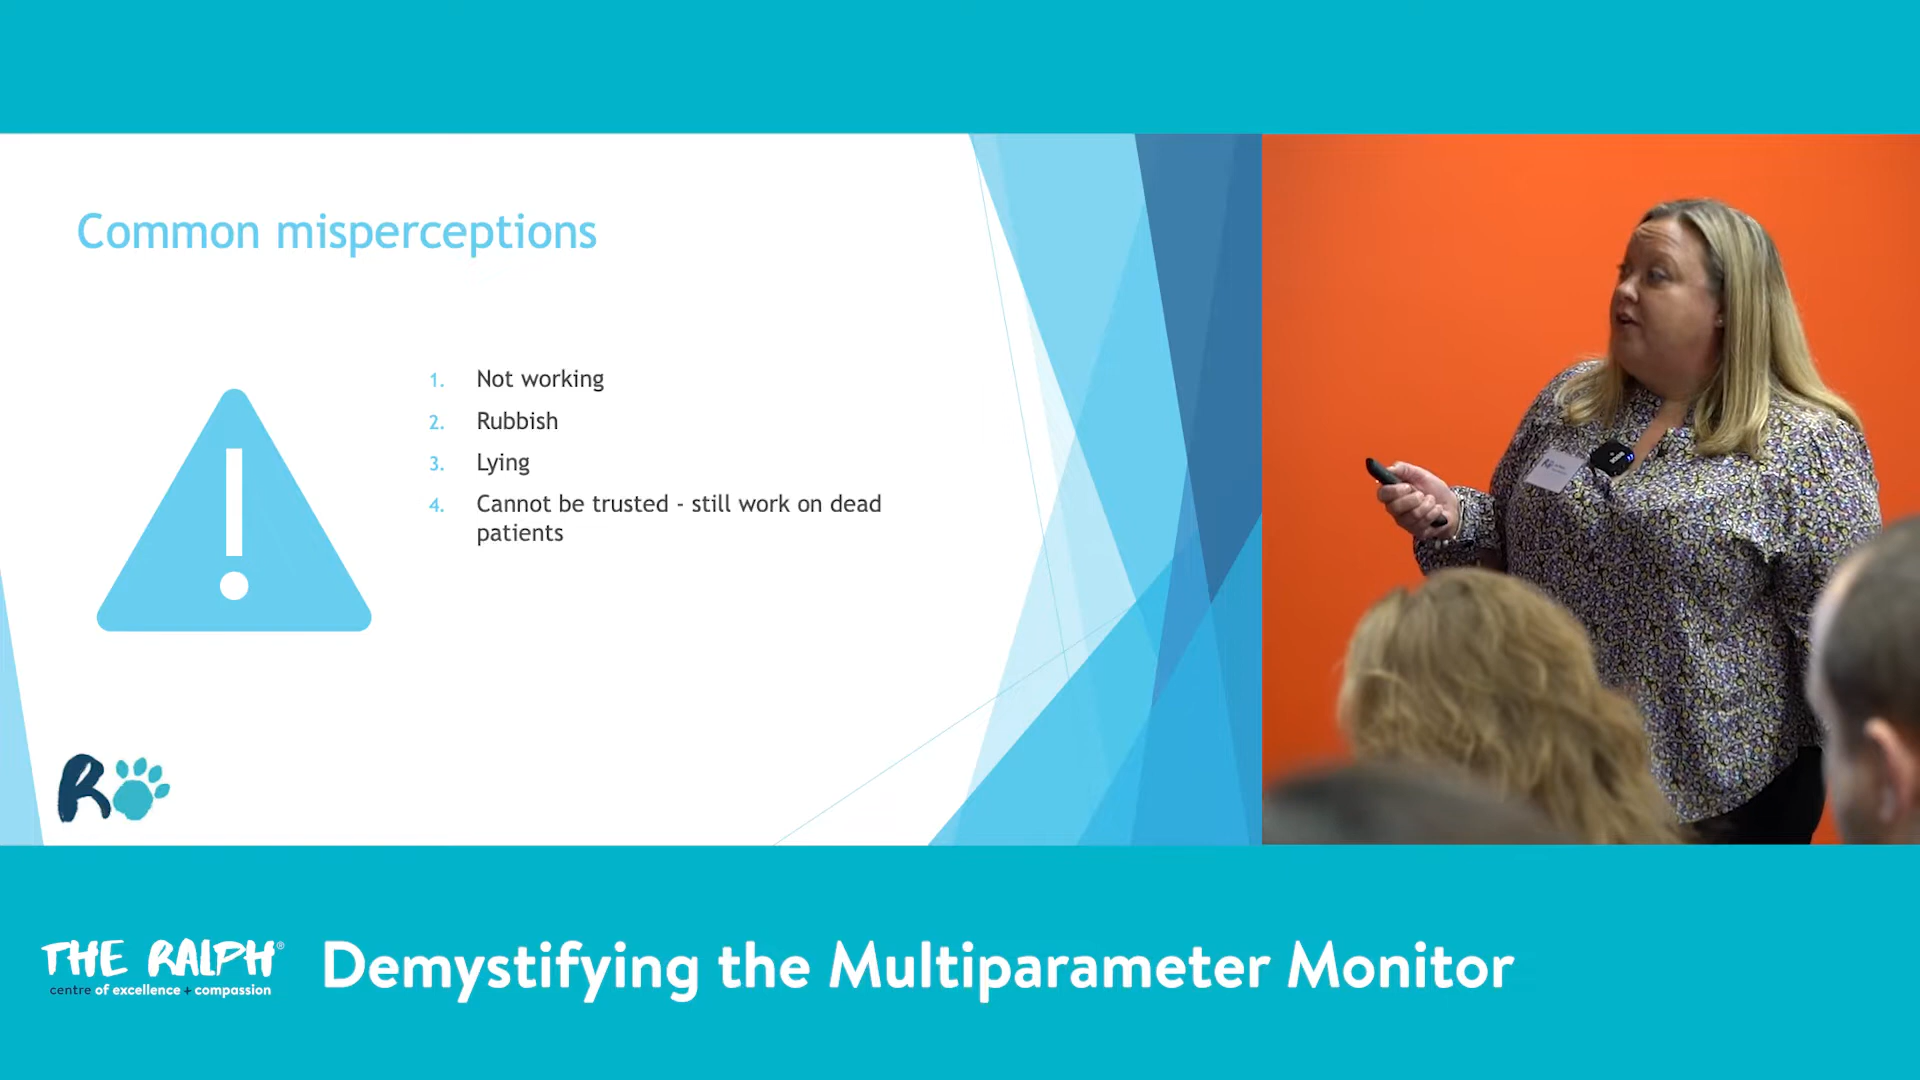 Common misperceptions
1. Not working
2. Rubbish
3. Lying
4. Cannot be trusted - still work on dead
patients
R
THE RALPH®
centre of excellence + compassion
Demystifying the Multiparameter Monitor